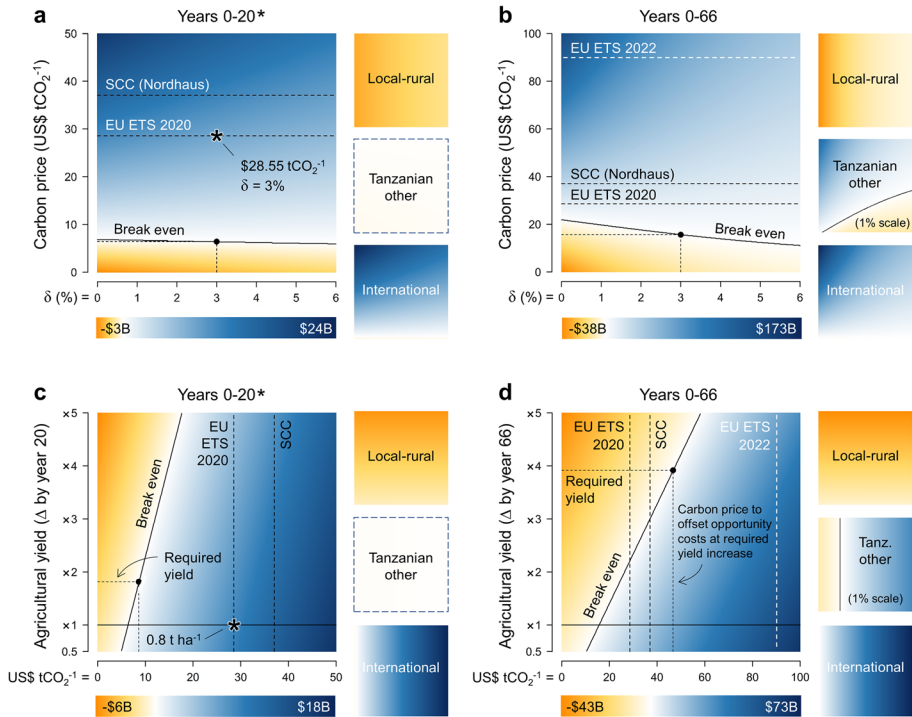 a
Years 0-20*
Carbon price (US$ tCO₂⁻¹)
50
40
30
20
10
0
SCC (Nordhaus)
EU ETS 2020
*
$28.55 tCO₂⁻¹
δ = 3%
Break even
δ (%) =
0 1 2 3 4 5 6
-$3B $24B
Local-rural
Tanzanian
other
International
b
Years 0-66
Carbon price (US$ tCO₂⁻¹)
100
80
60
40
20
0
EU ETS 2022
SCC (Nordhaus)
EU ETS 2020
Break even
δ (%) =
0 1 2 3 4 5 6
-$38B $173B
Local-rural
Tanzanian
other
(1% scale)
International
c
Years 0-20*
Agricultural yield (Δ by year 20)
×5
×4
×3
×2
×1
0.5
EU
ETS
2020
SCC
Break even
Required
yield
0.8 t ha⁻¹
*
US$ tCO₂⁻¹ =
0 10 20 30 40 50
-$6B $18B
Local-rural
Tanzanian
other
International
d
Years 0-66
Agricultural yield (Δ by year 66)
×5
×4
×3
×2
×1
0.5
EU ETS
2020
SCC
EU ETS
2022
Required
yield
Carbon price to
offset opportunity
costs at required
yield increase
Break even
US$ tCO₂⁻¹ =
0 20 40 60 80 100
-$43B $73B
Local-rural
Tanz.
other
(1% scale)
International